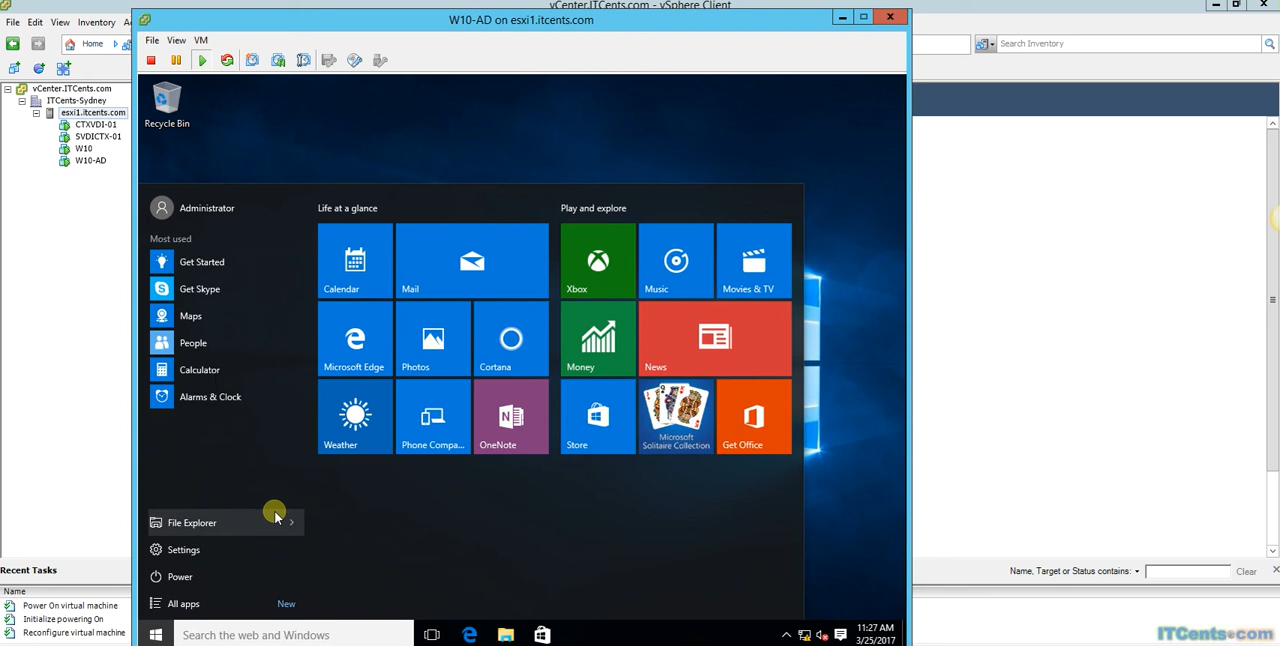 vCenter.ITCents.com - vSphere Client
W10-AD on esxi1.itcents.com
File Edit View Inventory A
File View VM
Home
Search Inventory
vCenter.ITCents.com
ITCents-Sydney
esxi1.itcents.com
CTXVDI-01
SVDICTX-01
W10
W10-AD
Recycle Bin
Administrator
Life at a glance
Play and explore
Most used
Get Started
Get Skype
Maps
People
Calculator
Alarms & Clock
Calendar
Mail
Xbox
Music
Movies & TV
Microsoft Edge
Photos
Cortana
Money
News
Weather
Phone Compa...
OneNote
Store
Microsoft
Solitaire Collection
Get Office
File Explorer
Settings
Power
All apps
New
Search the web and Windows
11:27 AM
3/25/2017
Recent Tasks
Name, Target or Status contains:
Clear
Name
Power On virtual machine
Initialize powering On
Reconfigure virtual machine
ITCents.com